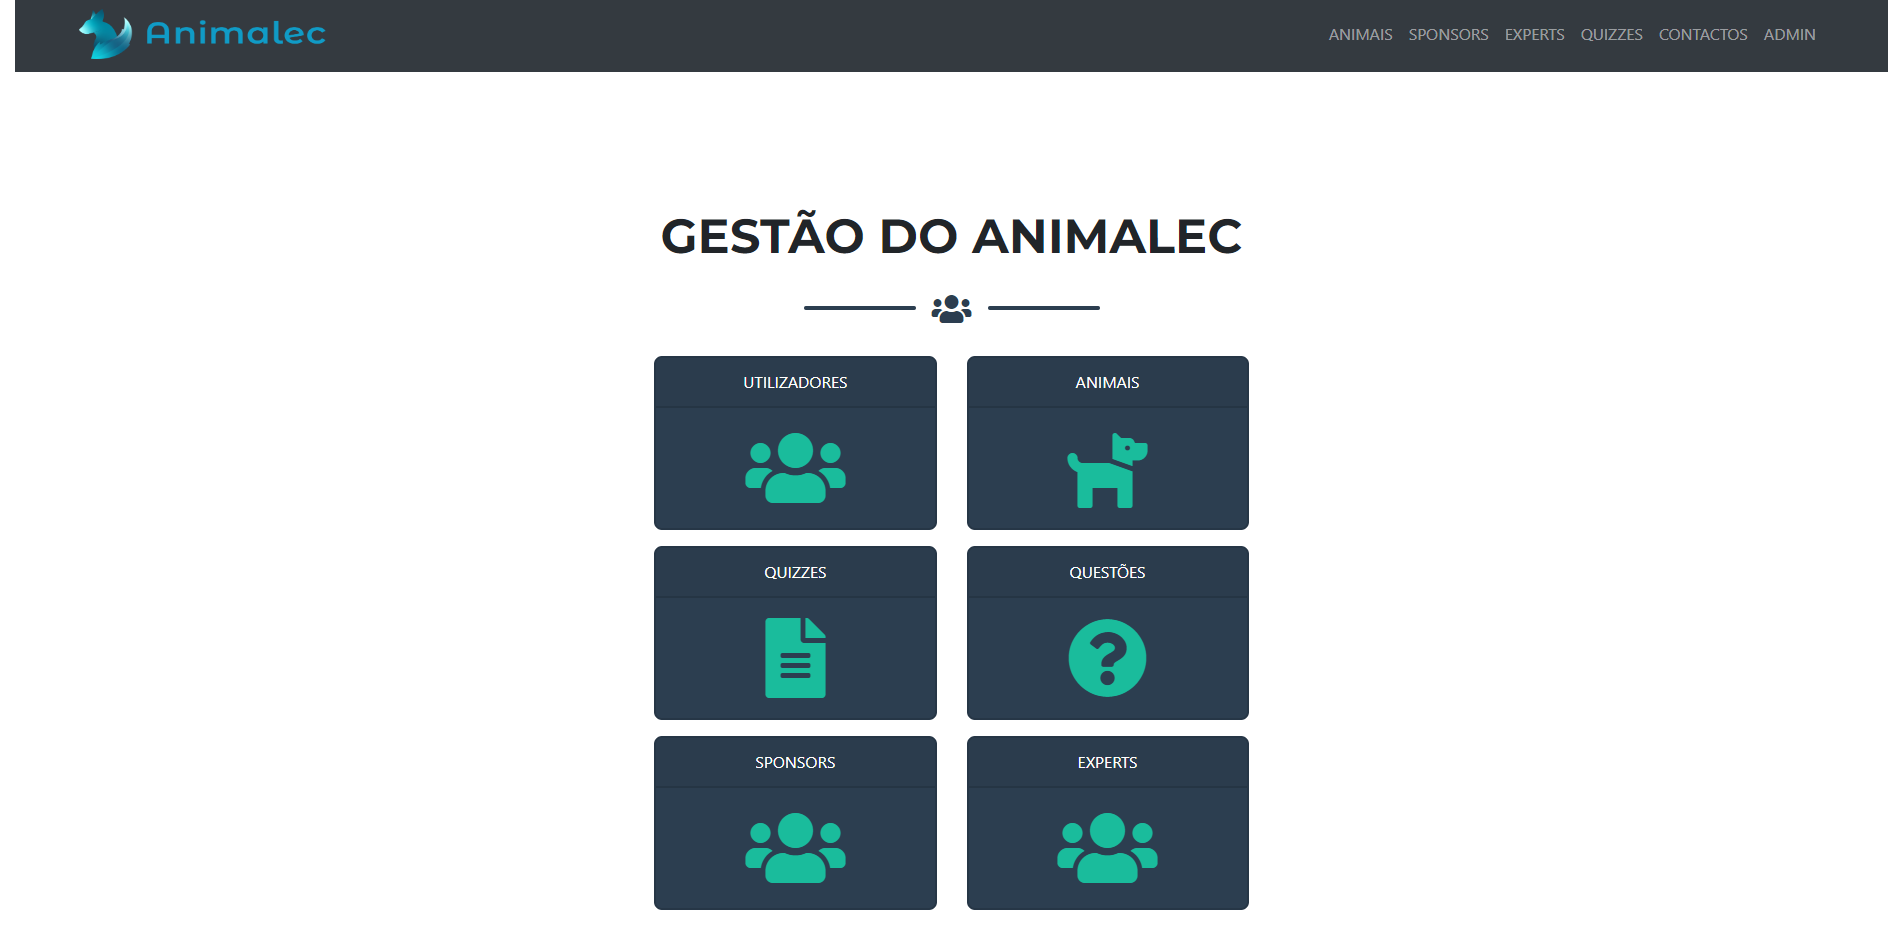 Animalec
ANIMAIS SPONSORS EXPERTS QUIZZES CONTACTOS ADMIN
GESTÃO DO ANIMALEC
UTILIZADORES
ANIMAIS
QUIZZES
QUESTÕES
SPONSORS
EXPERTS